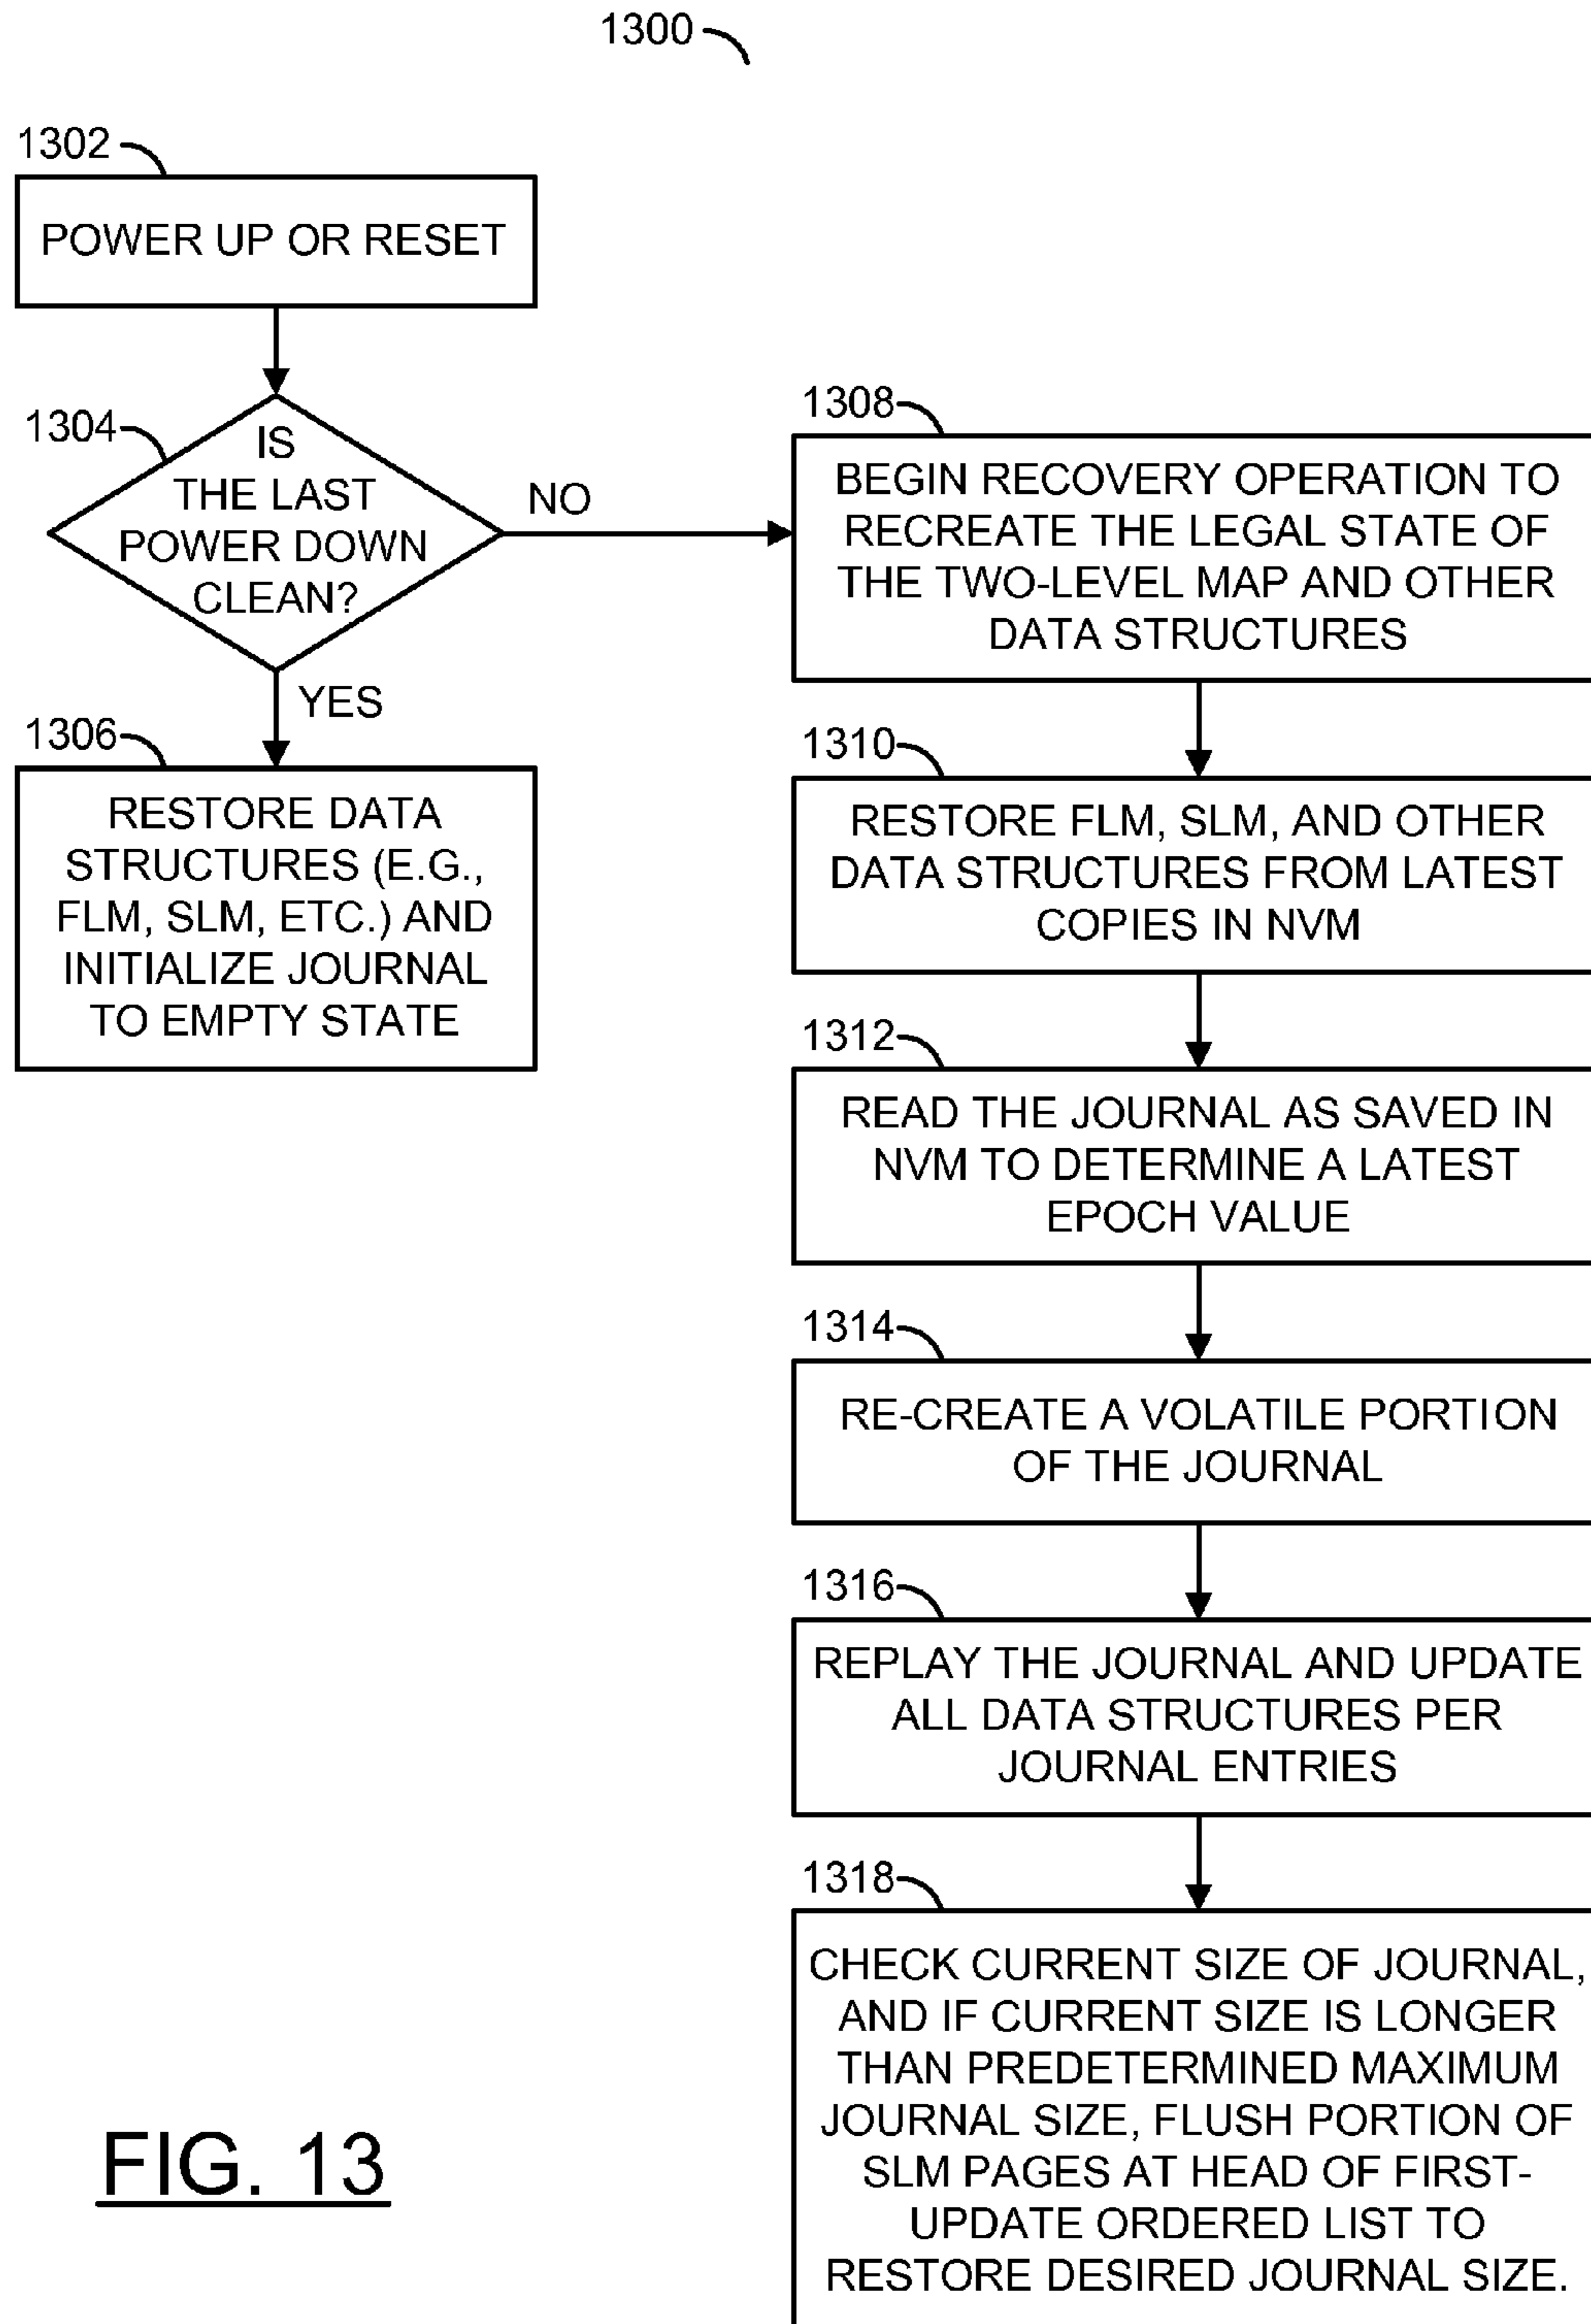 1300
1302
POWER UP OR RESET
1304
IS
THE LAST
POWER DOWN
CLEAN?
NO
YES
1306
RESTORE DATA
STRUCTURES (E.G.,
FLM, SLM, ETC.) AND
INITIALIZE JOURNAL
TO EMPTY STATE
1308
BEGIN RECOVERY OPERATION TO
RECREATE THE LEGAL STATE OF
THE TWO-LEVEL MAP AND OTHER
DATA STRUCTURES
1310
RESTORE FLM, SLM, AND OTHER
DATA STRUCTURES FROM LATEST
COPIES IN NVM
1312
READ THE JOURNAL AS SAVED IN
NVM TO DETERMINE A LATEST
EPOCH VALUE
1314
RE-CREATE A VOLATILE PORTION
OF THE JOURNAL
1316
REPLAY THE JOURNAL AND UPDATE
ALL DATA STRUCTURES PER
JOURNAL ENTRIES
1318
CHECK CURRENT SIZE OF JOURNAL,
AND IF CURRENT SIZE IS LONGER
THAN PREDETERMINED MAXIMUM
JOURNAL SIZE, FLUSH PORTION OF
SLM PAGES AT HEAD OF FIRST-
UPDATE ORDERED LIST TO
RESTORE DESIRED JOURNAL SIZE.
FIG. 13